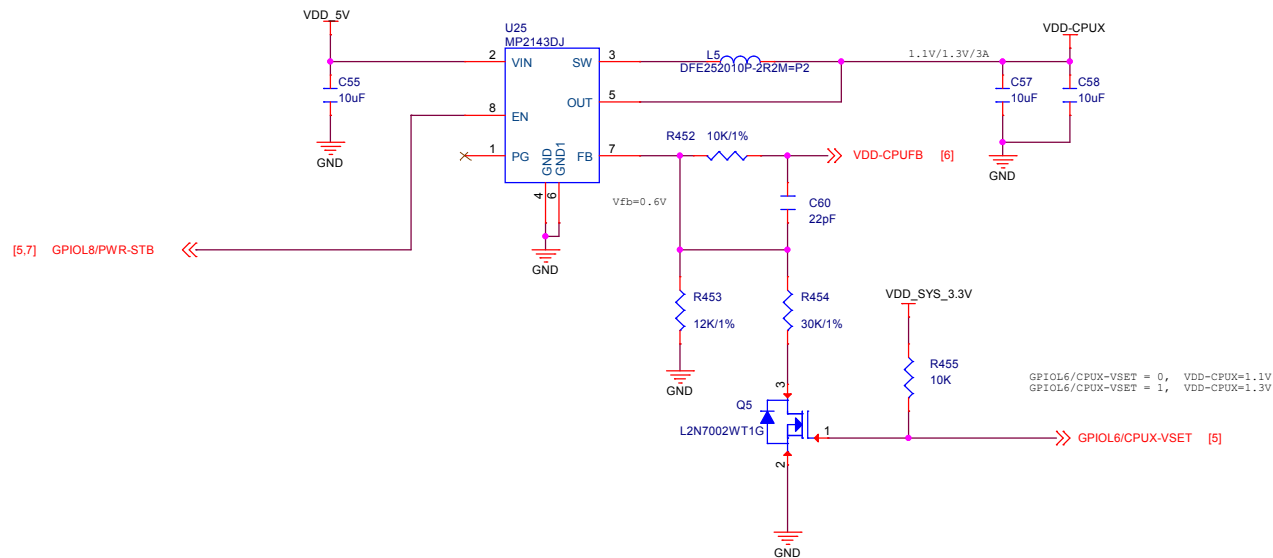 VDD_5V
U25
MP2143DJ
VDD-CPUX
2
VIN
SW
3
L5
DFE252010P-2R2M=P2
1.1V/1.3V/3A
C55
10uF
C57
10uF
C58
10uF
OUT
5
8
EN
GND
R452 10K/1%
1
PG
GND
GND1
FB
7
VDD-CPUFB [6]
GND
4
6
Vfb=0.6V
C60
22pF
[5,7] GPIOL8/PWR-STB
GND
R453
12K/1%
R454
30K/1%
VDD_SYS_3.3V
GND
R455
10K
GPIOL6/CPUX-VSET = 0, VDD-CPUX=1.1V
GPIOL6/CPUX-VSET = 1, VDD-CPUX=1.3V
3
Q5
L2N7002WT1G
1
GPIOL6/CPUX-VSET [5]
2
GND